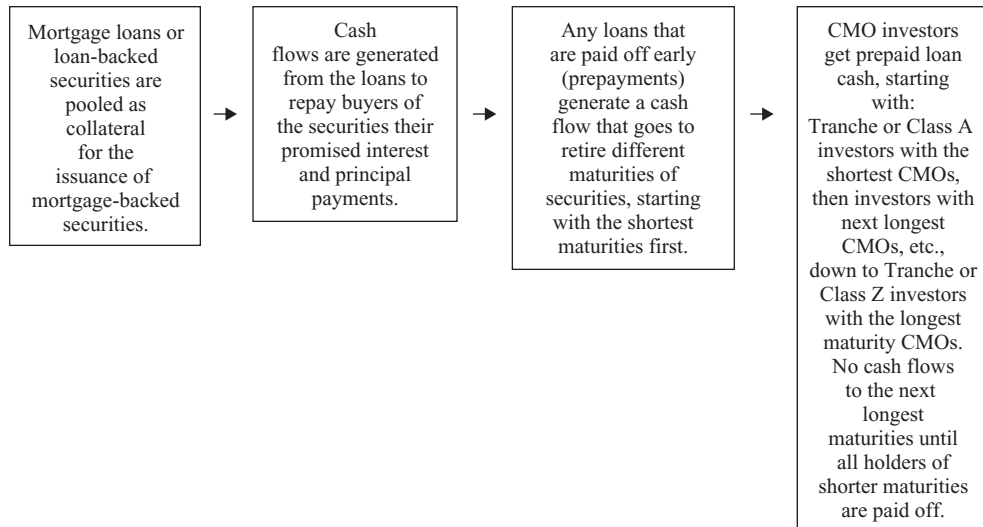 Mortgage loans or
loan-backed
securities are
pooled as
collateral
for the
issuance of
mortgage-backed
securities.
Cash
flows are generated
from the loans to
repay buyers of
the securities their
promised interest
and principal
payments.
Any loans that
are paid off early
(prepayments)
generate a cash
flow that goes to
retire different
maturities of
securities, starting
with the shortest
maturities first.
CMO investors
get prepaid loan
cash, starting
with:
Tranche or Class A
investors with the
shortest CMOs,
then investors with
next longest
CMOs, etc.,
down to Tranche or
Class Z investors
with the longest
maturity CMOs.
No cash flows
to the next
longest
maturities until
all holders of
shorter maturities
are paid off.